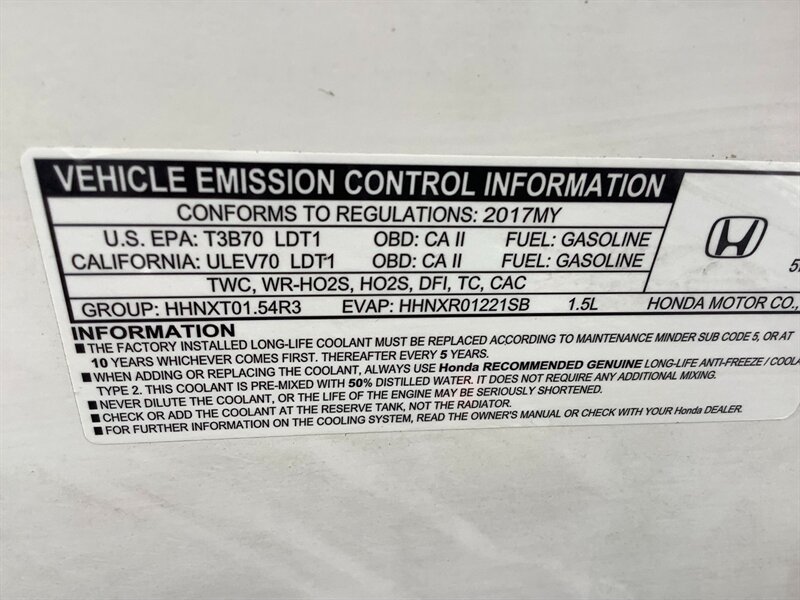 VEHICLE EMISSION CONTROL INFORMATION
CONFORMS TO REGULATIONS: 2017MY
U.S. EPA: T3B70 LDT1 OBD: CA II FUEL: GASOLINE
CALIFORNIA: ULEV70 LDT1 OBD: CA II FUEL: GASOLINE
TWC, WR-HO2S, HO2S, DFI, TC, CAC
GROUP: HHNXT01.54R3 EVAP: HHNXR01221SB 1.5L HONDA MOTOR CO.,
INFORMATION
■ THE FACTORY INSTALLED LONG-LIFE COOLANT MUST BE REPLACED ACCORDING TO MAINTENANCE MINDER SUB CODE 5, OR AT
10 YEARS WHICHEVER COMES FIRST. THEREAFTER EVERY 5 YEARS.
■ WHEN ADDING OR REPLACING THE COOLANT, ALWAYS USE Honda RECOMMENDED GENUINE LONG-LIFE ANTI-FREEZE / COOLA
TYPE 2. THIS COOLANT IS PRE-MIXED WITH 50% DISTILLED WATER. IT DOES NOT REQUIRE ANY ADDITIONAL MIXING.
■ NEVER DILUTE THE COOLANT, OR THE LIFE OF THE ENGINE MAY BE SERIOUSLY SHORTENED.
■ CHECK OR ADD THE COOLANT AT THE RESERVE TANK, NOT THE RADIATOR.
■ FOR FURTHER INFORMATION ON THE COOLING SYSTEM, READ THE OWNER'S MANUAL OR CHECK WITH YOUR Honda DEALER.